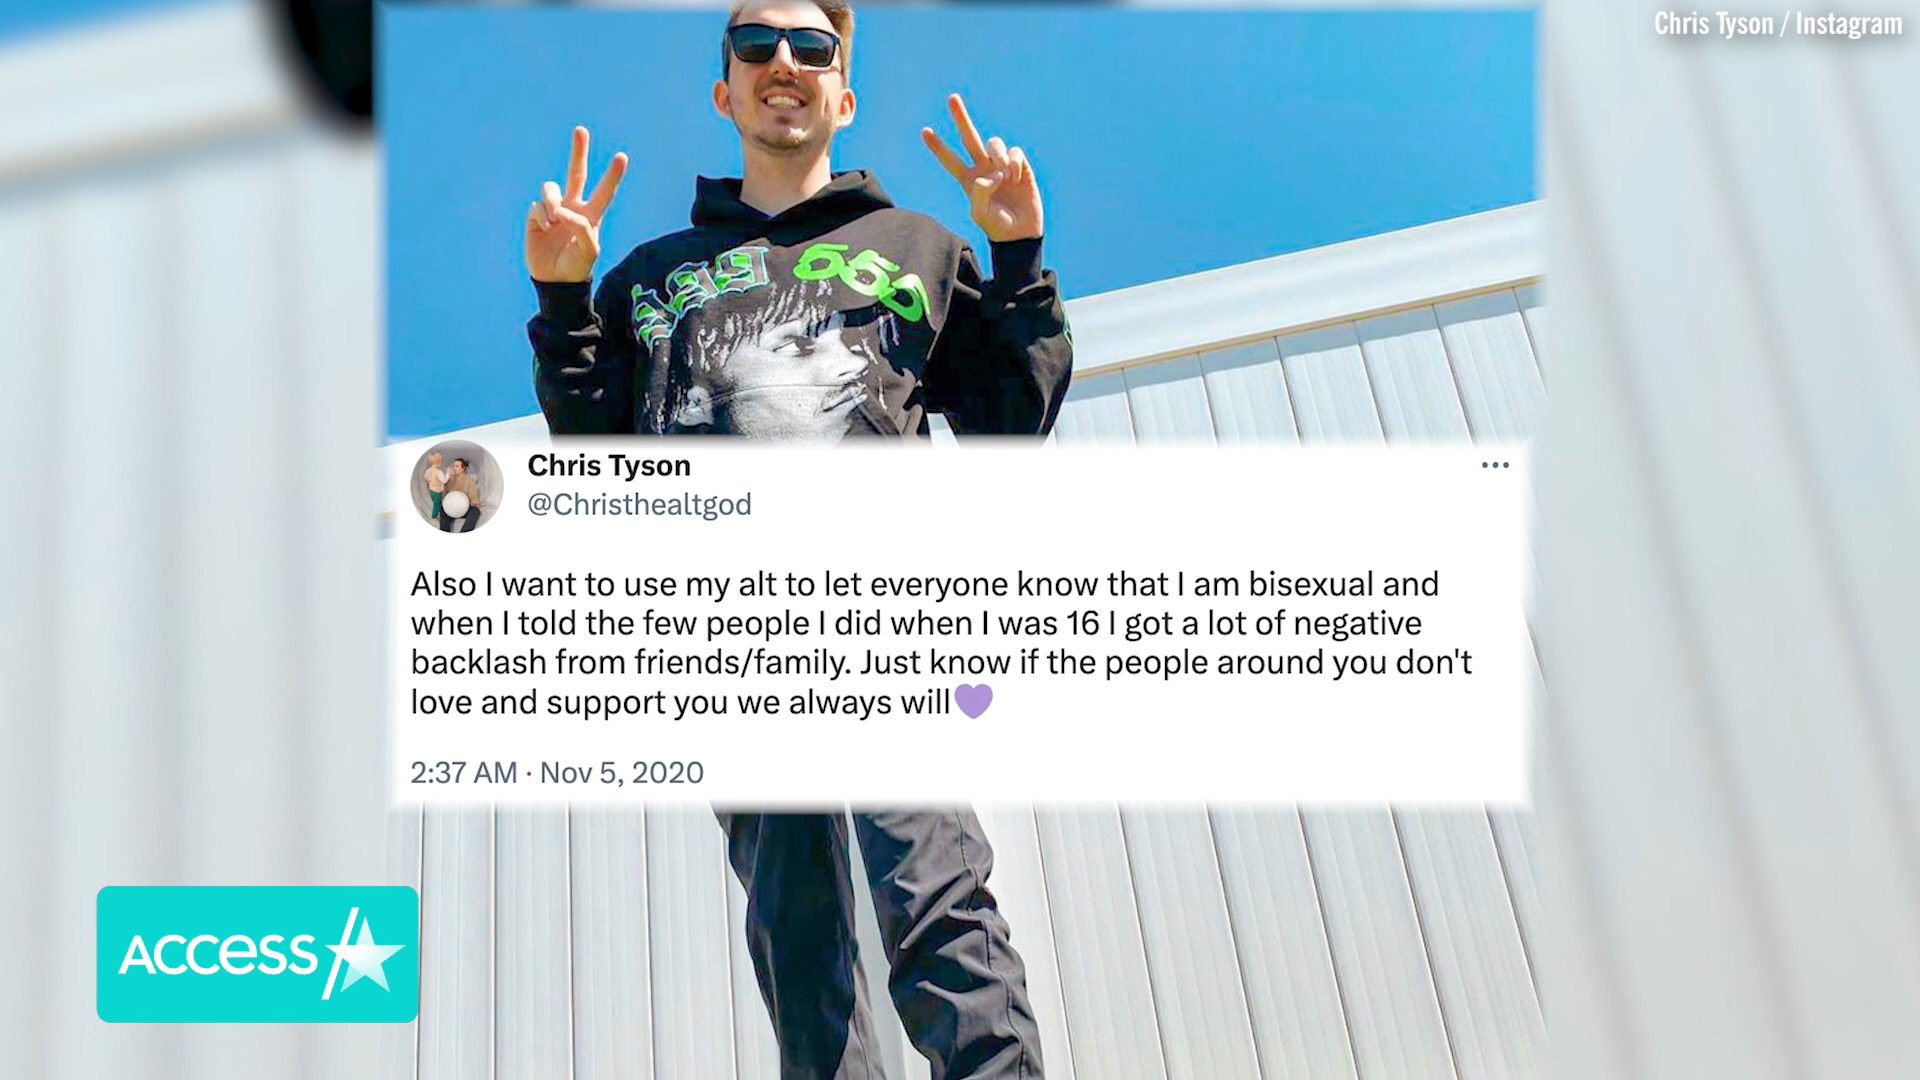 Chris Tyson / Instagram
999 555
Chris Tyson
@Christhealtgod
Also I want to use my alt to let everyone know that I am bisexual and
when I told the few people I did when I was 16 I got a lot of negative
backlash from friends/family. Just know if the people around you don't
love and support you we always will💜
2:37 AM · Nov 5, 2020
ACCESS